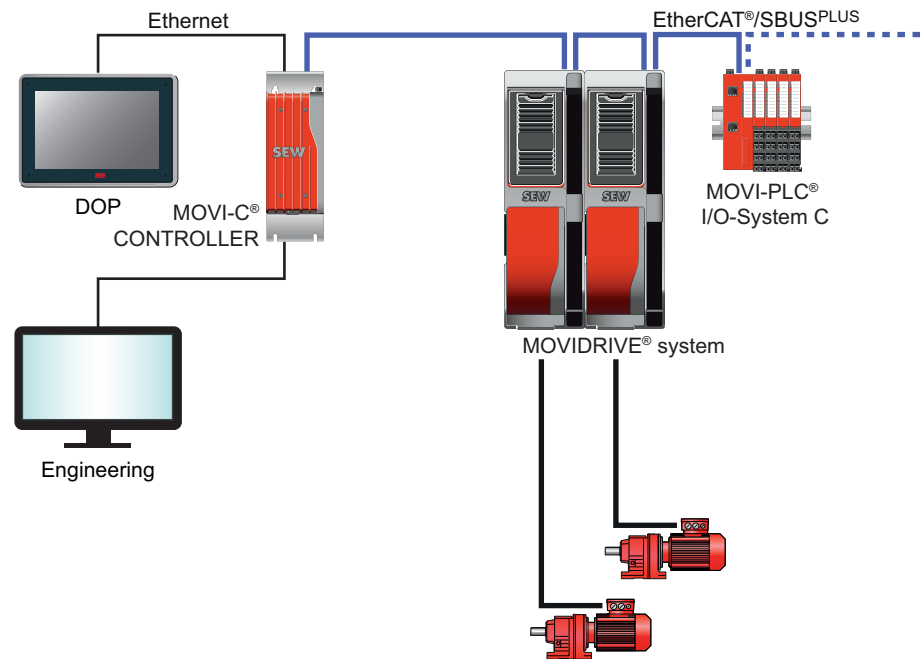 Ethernet
EtherCAT®/SBUSPLUS
SEW
SEW
SEW
DOP
MOVI-C®
CONTROLLER
MOVI-PLC®
I/O-System C
MOVIDRIVE® system
Engineering